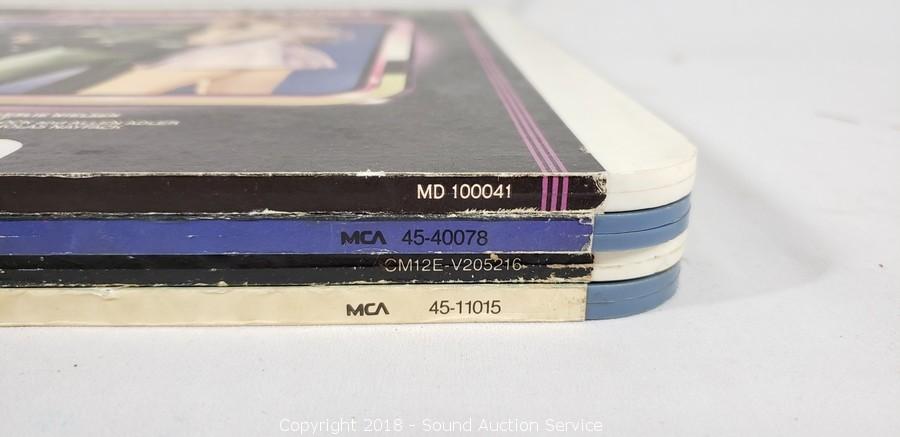 MD 100041
MCA 45-40078
CM12E-V205216
MCA 45-11015
Copyright 2018 - Sound Auction Service